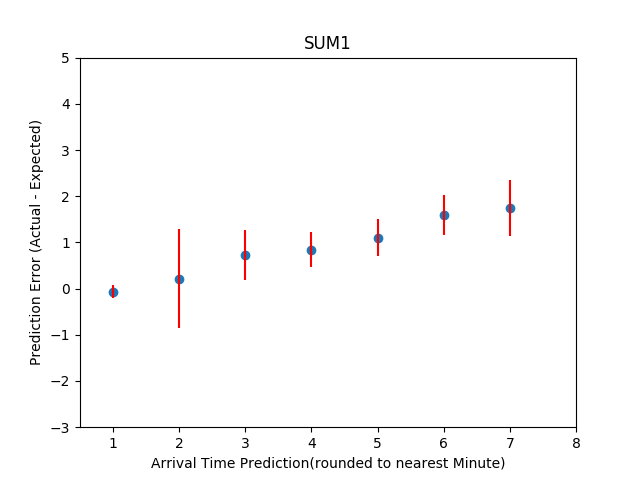 SUM1
Prediction Error (Actual - Expected)
5
4
3
2
1
0
−1
−2
−3
1 2 3 4 5 6 7 8
Arrival Time Prediction(rounded to nearest Minute)